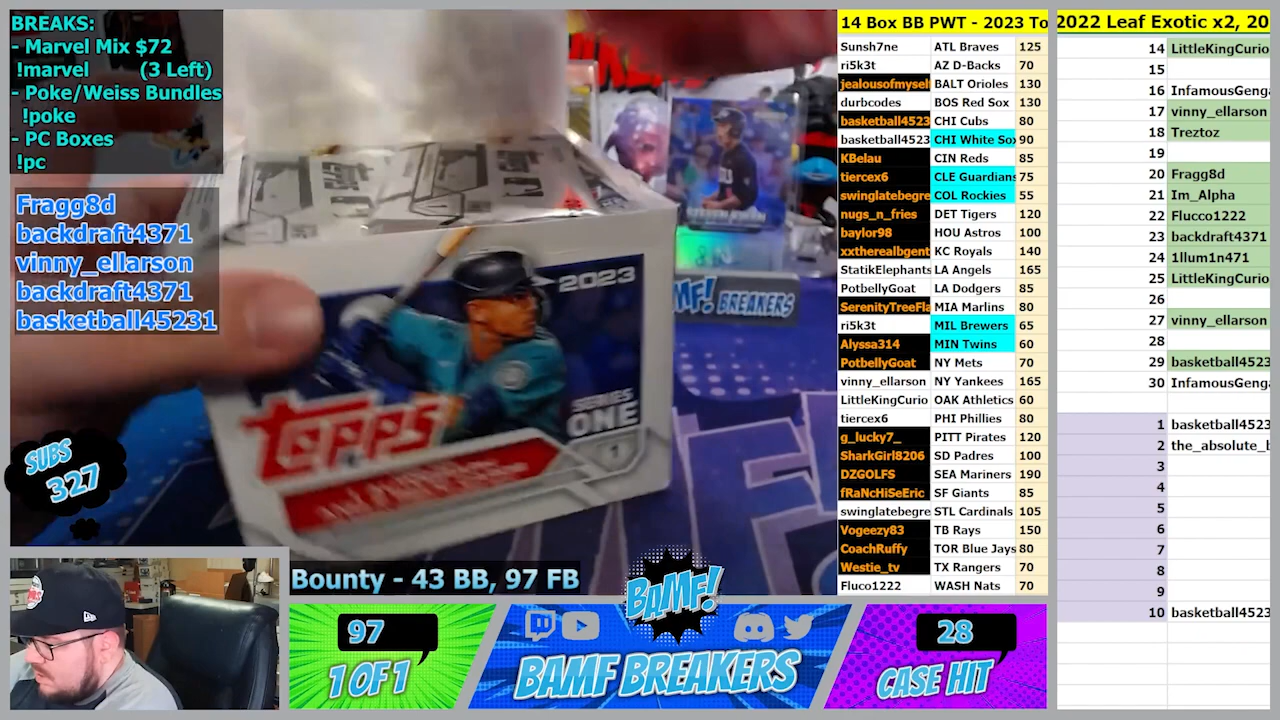 BREAKS:
- Marvel Mix $72
!marvel (3 Left)
- Poke/Weiss Bundles
!poke
- PC Boxes
!pc
Fragg8d
backdraft4371
vinny_ellarson
backdraft4371
basketball45231
SUBS
327
2023
TOPPS
SERIES
ONE
MF! BREAKERS
Bounty - 43 BB, 97 FB
BAMF!
97
1 OF 1
BAMF BREAKERS
28
CASE HIT
14 Box BB PWT - 2023 To
Sunsh7ne ATL Braves 125
ri5k3t AZ D-Backs 70
jealousofmysel BALT Orioles 130
durbcodes BOS Red Sox 130
basketball4523 CHI Cubs 80
basketball4523 CHI White Sox 90
KBelau CIN Reds 85
tiercex6 CLE Guardians 75
swinglatebegre COL Rockies 55
nugs_n_fries DET Tigers 120
baylor98 HOU Astros 100
xxtherealbgent KC Royals 140
StatikElephants LA Angels 165
PotbellyGoat LA Dodgers 85
SerenityTreeFla MIA Marlins 80
ri5k3t MIL Brewers 65
Alyssa314 MIN Twins 60
PotbellyGoat NY Mets 70
vinny_ellarson NY Yankees 165
LittleKingCurio OAK Athletics 60
tiercex6 PHI Phillies 80
g_lucky7_ PITT Pirates 120
SharkGirl8206 SD Padres 100
DZGOLFS SEA Mariners 190
fRaNcHiSeEric SF Giants 85
swinglatebegre STL Cardinals 105
Vogeezy83 TB Rays 150
CoachRuffy TOR Blue Jays 80
Westie_tv TX Rangers 70
Fluco1222 WASH Nats 70
2022 Leaf Exotic x2, 20
14 LittleKingCurio
15
16 InfamousGenga
17 vinny_ellarson
18 Treztoz
19
20 Fragg8d
21 Im_Alpha
22 Flucco1222
23 backdraft4371
24 1llum1n471
25 LittleKingCurio
26
27 vinny_ellarson
28
29 basketball4523
30 InfamousGenga
1 basketball4523
2 the_absolute_b
3
4
5
6
7
8
9
10 basketball4523